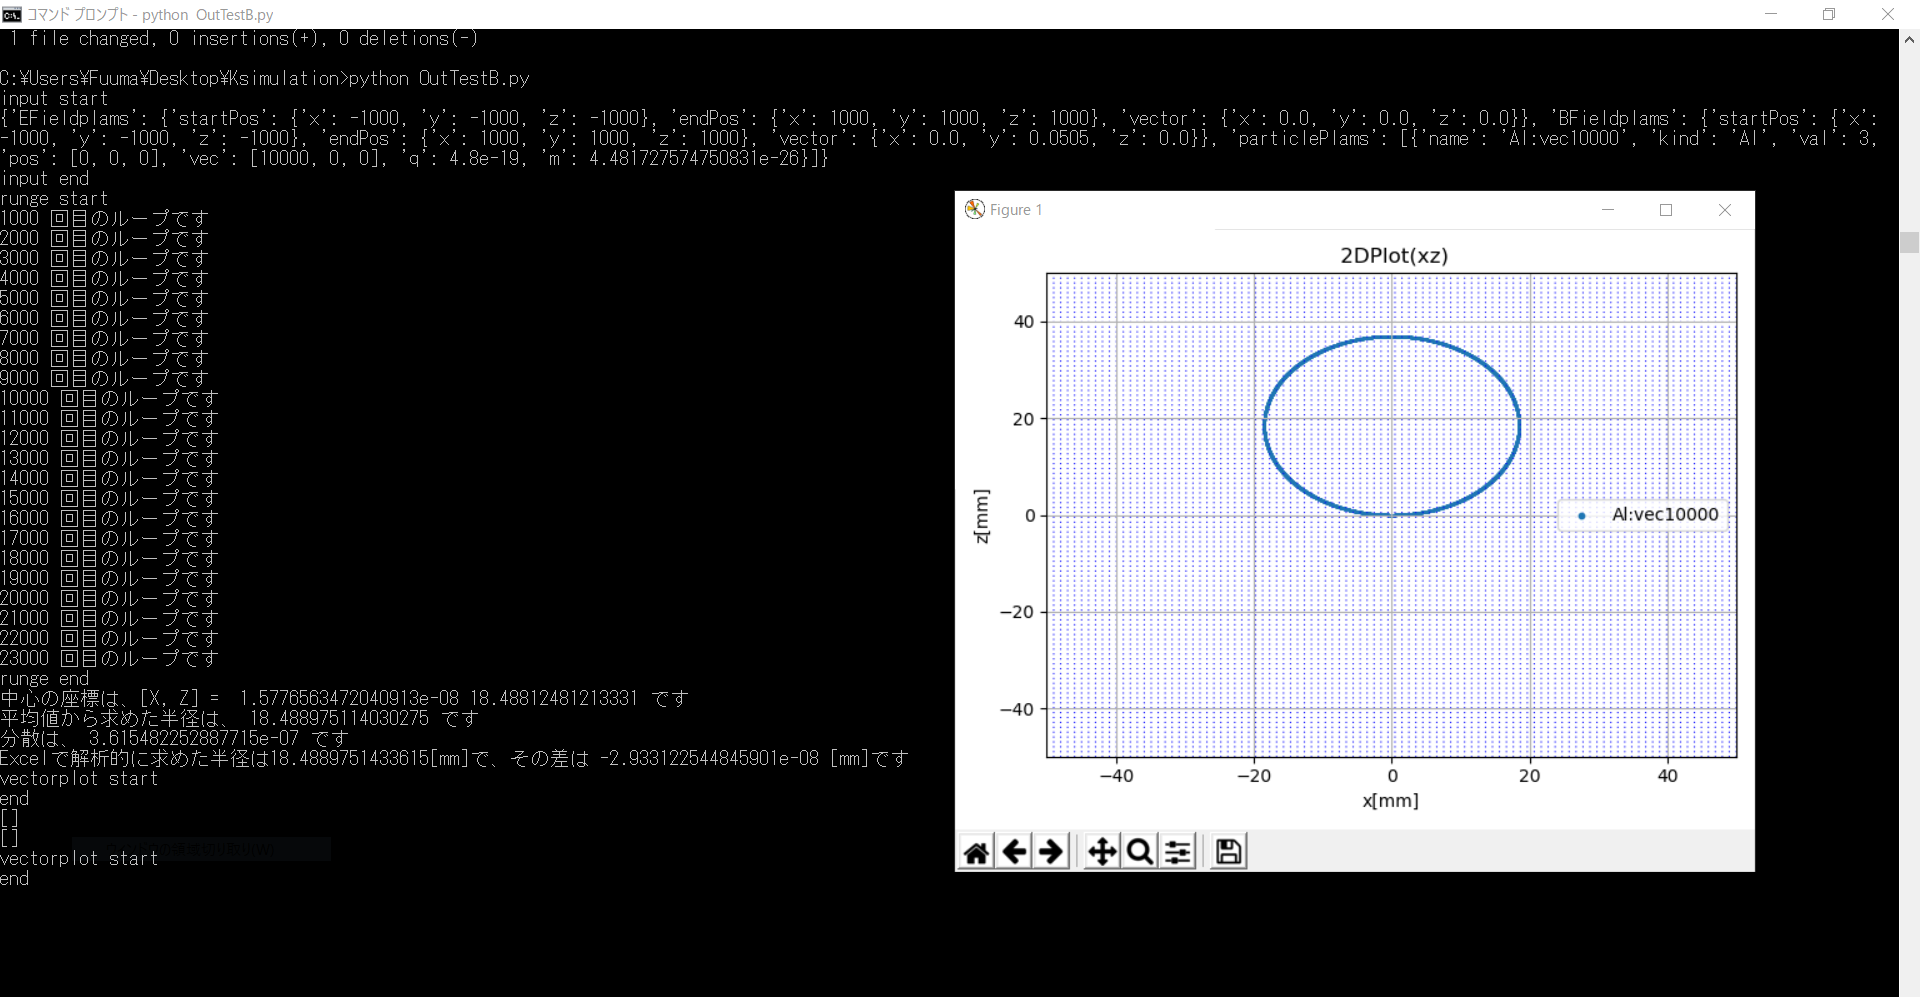 コマンド プロンプト - python  OutTestB.py
1 file changed, 0 insertions(+), 0 deletions(-)
C:¥Users¥Fuuma¥Desktop¥Ksimulation>python OutTestB.py
input start
{'EFieldplams': {'startPos': {'x': -1000, 'y': -1000, 'z': -1000}, 'endPos': {'x': 1000, 'y': 1000, 'z': 1000}, 'vector': {'x': 0.0, 'y': 0.0, 'z': 0.0}}, 'BFieldplams': {'startPos': {'x':
-1000, 'y': -1000, 'z': -1000}, 'endPos': {'x': 1000, 'y': 1000, 'z': 1000}, 'vector': {'x': 0.0, 'y': 0.0505, 'z': 0.0}}, 'particlePlams': [{'name': 'Al:vec10000', 'kind': 'Al', 'val': 3,
'pos': [0, 0, 0], 'vec': [10000, 0, 0], 'q': 4.8e-19, 'm': 4.481727574750831e-26}]}
input end
runge start
1000 回目のループです
2000 回目のループです
3000 回目のループです
4000 回目のループです
5000 回目のループです
6000 回目のループです
7000 回目のループです
8000 回目のループです
9000 回目のループです
10000 回目のループです
11000 回目のループです
12000 回目のループです
13000 回目のループです
14000 回目のループです
15000 回目のループです
16000 回目のループです
17000 回目のループです
18000 回目のループです
19000 回目のループです
20000 回目のループです
21000 回目のループです
22000 回目のループです
23000 回目のループです
runge end
中心の座標は、[X, Z] =  1.5776563472040913e-08 18.48812481213331 です
平均値から求めた半径は、 18.488975114030275 です
分散は、 3.615482252887715e-07 です
Excelで解析的に求めた半径は18.4889751433615[mm]で、その差は -2.933122544845901e-08 [mm]です
vectorplot start
end
[]
[]
vectorplot start
end
Figure 1
2DPlot(xz)
40
20
0
−20
−40
z[mm]
Al:vec10000
−40 −20 0 20 40
x[mm]